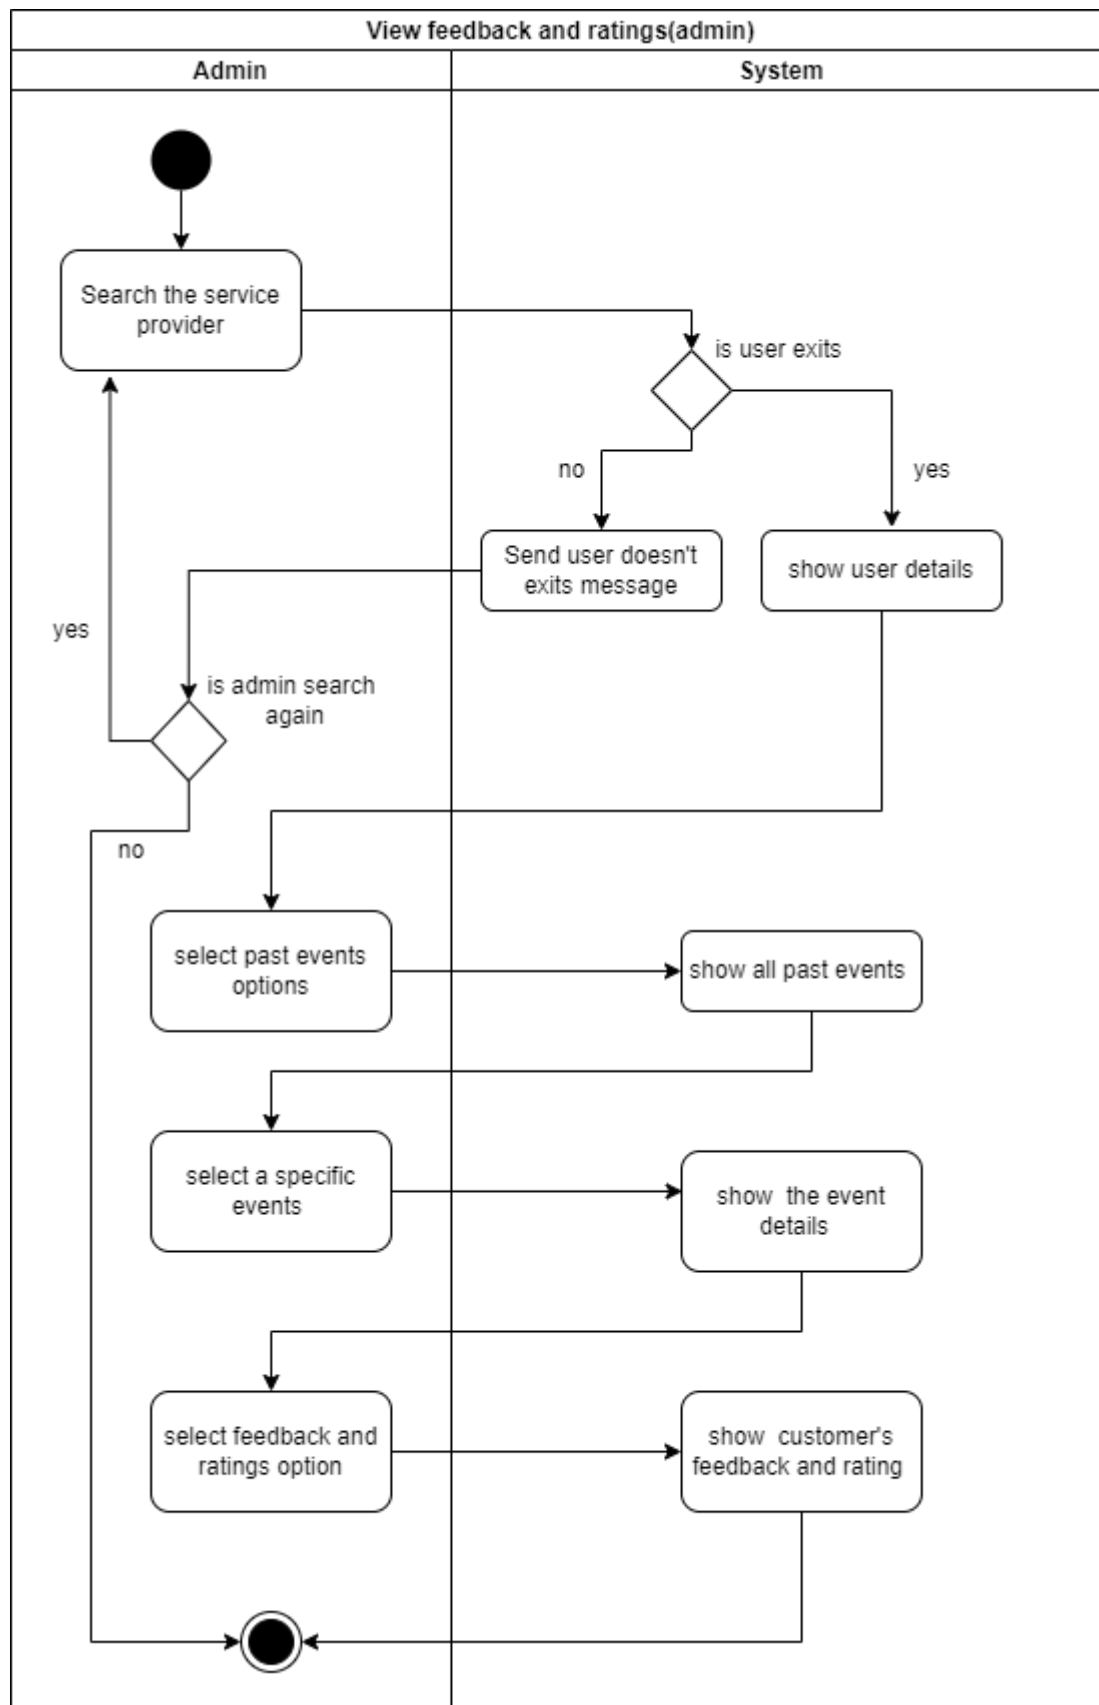 View feedback and ratings(admin)
Admin
System
Search the service
provider
is user exits
no
yes
Send user doesn't
exits message
show user details
yes
is admin search
again
no
select past events
options
show all past events
select a specific
events
show  the event
details
select feedback and
ratings option
show  customer's
feedback and rating